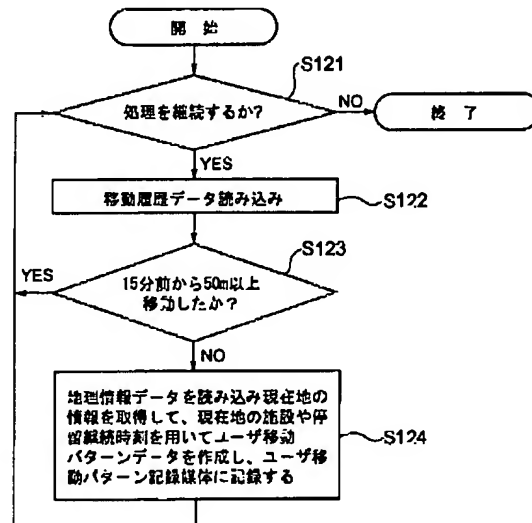 開始
S121
処理を継続するか?
NO
終了
YES
移動履歴データ読み込み
S122
S123
YES
15分前から50m以上
移動したか?
NO
地理情報データを読み込み現在地の
情報を取得して、現在地の施設や停
留継続時刻を用いてユーザ移動
パターンデータを作成し、ユーザ移
動パターン記録媒体に記録する
S124